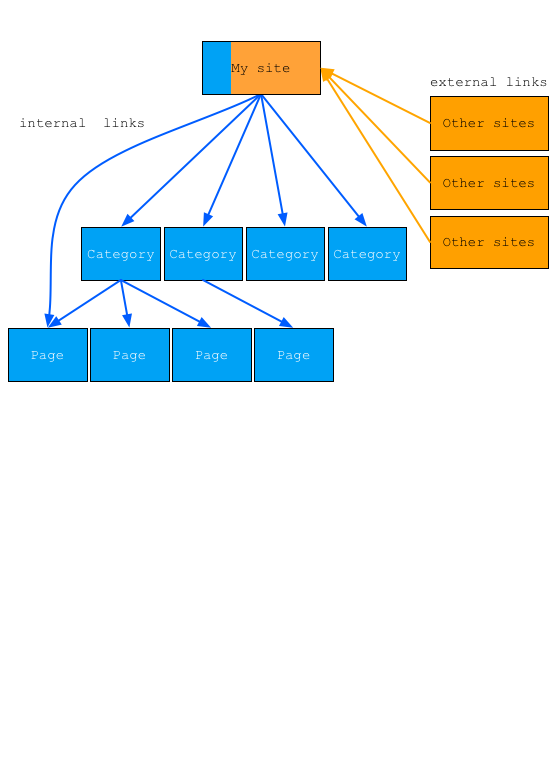 My site
external links
internal  links
Other sites
Other sites
Other sites
Category
Category
Category
Category
Page
Page
Page
Page